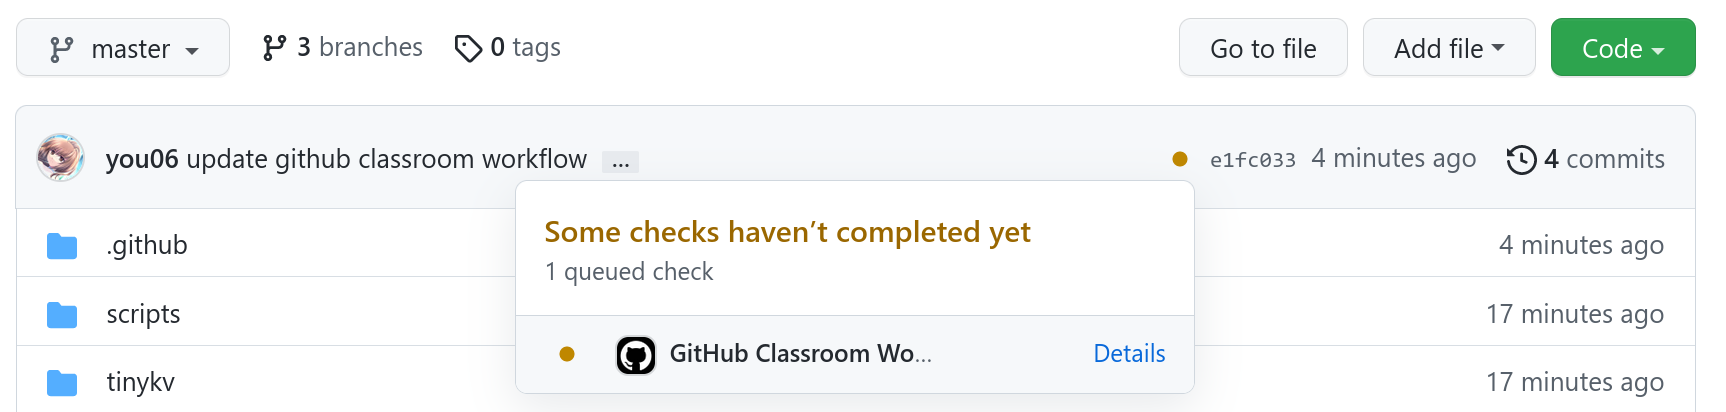 master 3 branches 0 tags Go to file Add file Code
you06 update github classroom workflow ... e1fc033 4 minutes ago 4 commits
Some checks haven’t completed yet
.github 4 minutes ago
1 queued check
scripts 17 minutes ago
GitHub Classroom Wo... Details
tinykv 17 minutes ago